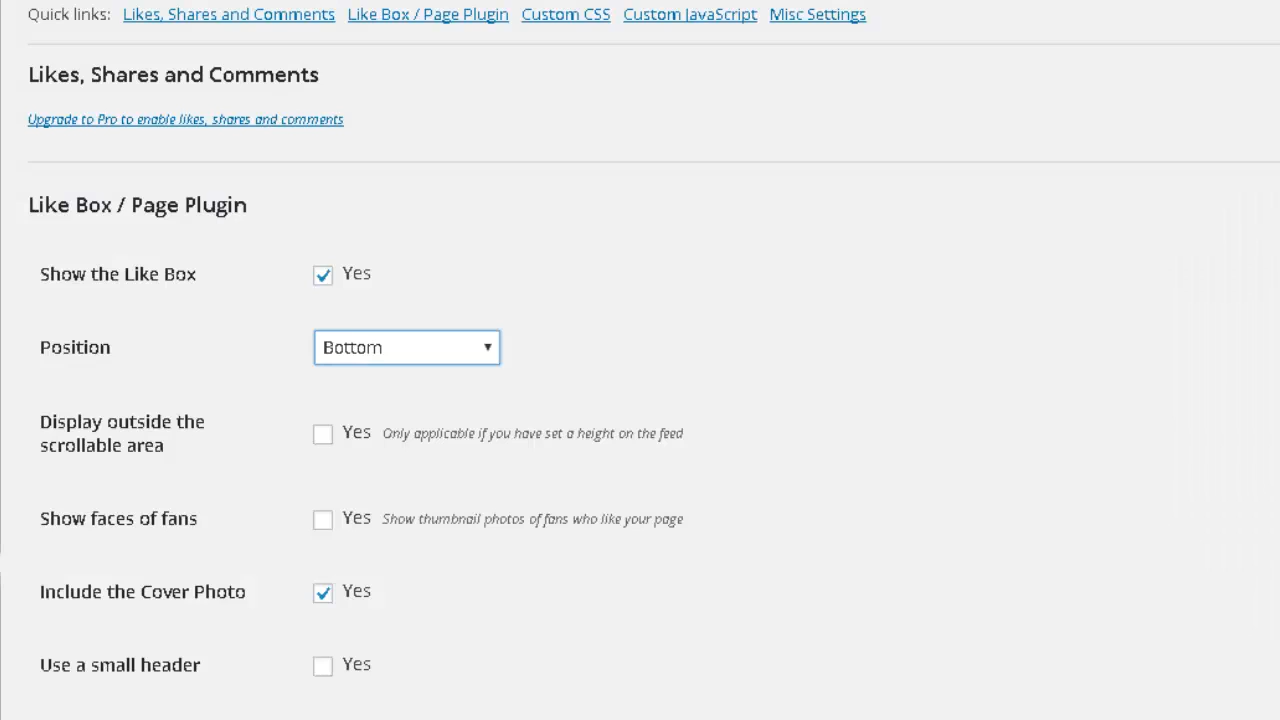 Quick links: Likes, Shares and Comments Like Box / Page Plugin Custom CSS Custom JavaScript Misc Settings
Likes, Shares and Comments
Upgrade to Pro to enable likes, shares and comments
Like Box / Page Plugin
Show the Like Box Yes
Position Bottom
Display outside the
scrollable area
Yes Only applicable if you have set a height on the feed
Show faces of fans Yes Show thumbnail photos of fans who like your page
Include the Cover Photo Yes
Use a small header Yes